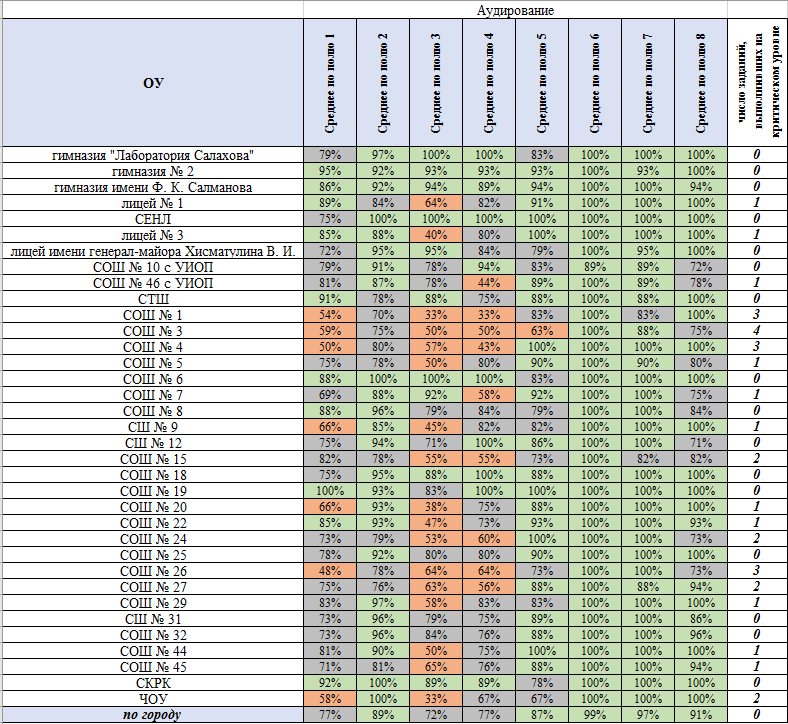 Аудирование
ОУ Среднее по полю 1 Среднее по полю 2 Среднее по полю 3 Среднее по полю 4 Среднее по полю 5 Среднее по полю 6 Среднее по полю 7 Среднее по полю 8 число заданий, выполнивших на критическом уровне
гимназия "Лаборатория Салахова" 79% 97% 100% 100% 83% 100% 100% 100% 0
гимназия № 2 95% 92% 93% 93% 93% 100% 93% 100% 0
гимназия имени Ф. К. Салманова 86% 92% 94% 89% 94% 100% 100% 94% 0
лицей № 1 89% 84% 64% 82% 91% 100% 100% 100% 1
СЕНЛ 75% 100% 100% 100% 100% 100% 100% 100% 0
лицей № 3 85% 88% 40% 80% 100% 100% 100% 100% 1
лицей имени генерал-майора Хисматулина В. И. 72% 95% 95% 84% 79% 100% 95% 100% 0
СОШ № 10 с УИОП 79% 91% 78% 94% 83% 89% 89% 72% 0
СОШ № 46 с УИОП 81% 87% 78% 44% 89% 100% 89% 78% 1
СТШ 91% 78% 88% 75% 88% 100% 88% 100% 0
СОШ № 1 54% 70% 33% 33% 83% 100% 83% 100% 3
СОШ № 3 59% 75% 50% 50% 63% 100% 88% 75% 4
СОШ № 4 50% 80% 57% 43% 100% 100% 100% 100% 3
СОШ № 5 75% 78% 50% 80% 90% 100% 90% 80% 1
СОШ № 6 88% 100% 100% 100% 83% 100% 100% 100% 0
СОШ № 7 69% 88% 92% 58% 92% 100% 100% 75% 1
СОШ № 8 88% 96% 79% 84% 79% 100% 100% 84% 0
СШ № 9 66% 85% 45% 82% 82% 100% 100% 100% 1
СШ № 12 75% 94% 71% 100% 86% 100% 100% 71% 0
СОШ № 15 82% 78% 55% 55% 73% 100% 82% 82% 2
СОШ № 18 75% 95% 88% 100% 88% 100% 100% 100% 0
СОШ № 19 100% 93% 83% 100% 100% 100% 100% 100% 0
СОШ № 20 66% 93% 38% 75% 88% 100% 100% 100% 1
СОШ № 22 85% 93% 47% 73% 93% 100% 100% 93% 1
СОШ № 24 73% 79% 53% 60% 100% 100% 100% 73% 2
СОШ № 25 78% 92% 80% 80% 90% 100% 100% 100% 0
СОШ № 26 48% 78% 64% 64% 73% 100% 100% 73% 3
СОШ № 27 75% 76% 63% 56% 88% 100% 88% 94% 2
СОШ № 29 83% 97% 58% 83% 83% 100% 100% 100% 1
СШ № 31 73% 96% 79% 75% 89% 100% 100% 86% 0
СОШ № 32 73% 96% 84% 76% 88% 100% 100% 96% 0
СОШ № 44 81% 90% 50% 75% 100% 100% 100% 100% 1
СОШ № 45 71% 81% 65% 76% 88% 100% 100% 94% 1
СКРК 92% 100% 89% 89% 78% 100% 100% 100% 0
ЧОУ 58% 100% 33% 67% 67% 100% 100% 100% 2
по городу 77% 89% 72% 77% 87% 99% 97% 91% 0